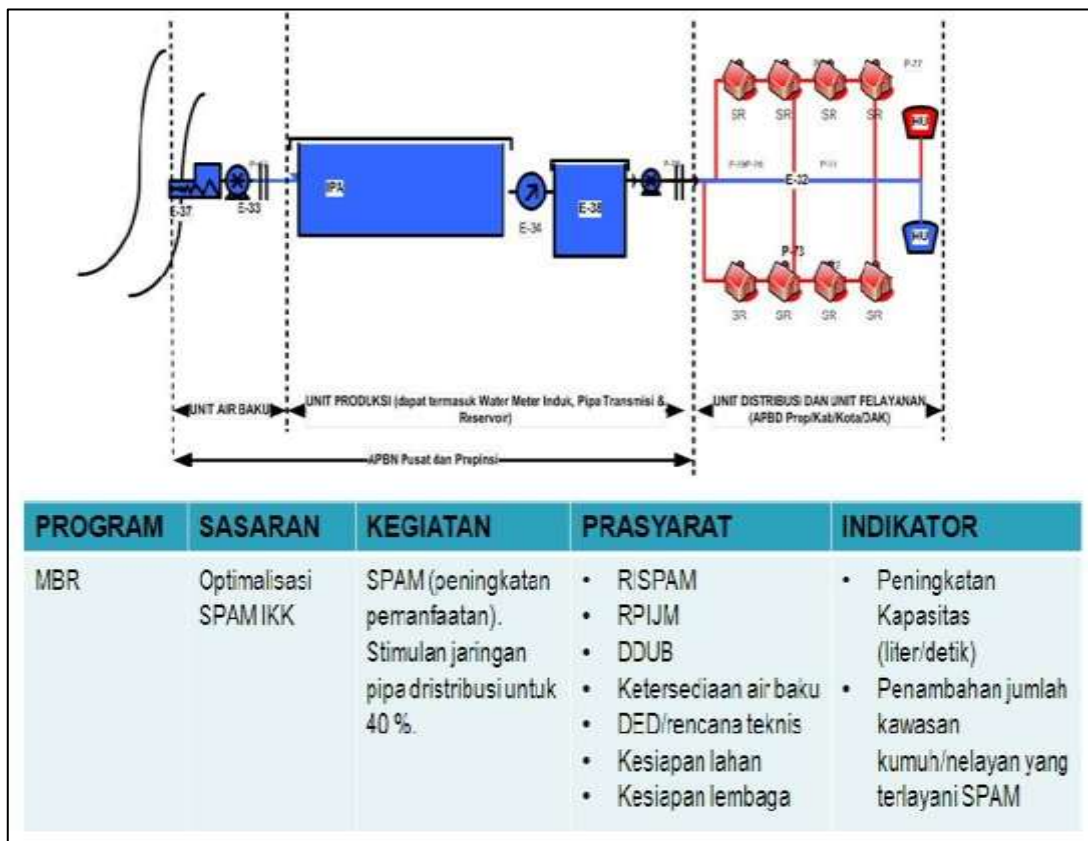 P-77
SR SR SR SR
HU
IPA
E-32
E-37
E-33
E-34
E-38
HU
P-73
SR SR SR SR
UNIT AIR BAKU
UNIT PRODUKSI (dapat termasuk Water Meter Induk, Pipa Transmisi &
Reservoir)
UNIT DISTRIBUSI DAN UNIT PELAYANAN
(APBD Prop/Kab/Kota/DAK)
APBN Pusat dan Propinsi
PROGRAM SASARAN KEGIATAN PRASYARAT INDIKATOR
MBR
Optimalisasi
SPAM IKK
SPAM (peningkatan
pemanfaatan).
Stimulan jaringan
pipa dristribusi untuk
40 %.
• RISPAM
• RPIJM
• DDUB
• Ketersediaan air baku
• DED/rencana teknis
• Kesiapan lahan
• Kesiapan lembaga
• Peningkatan
Kapasitas
(liter/detik)
• Penambahan jumlah
kawasan
kumuh/nelayan yang
terlayani SPAM